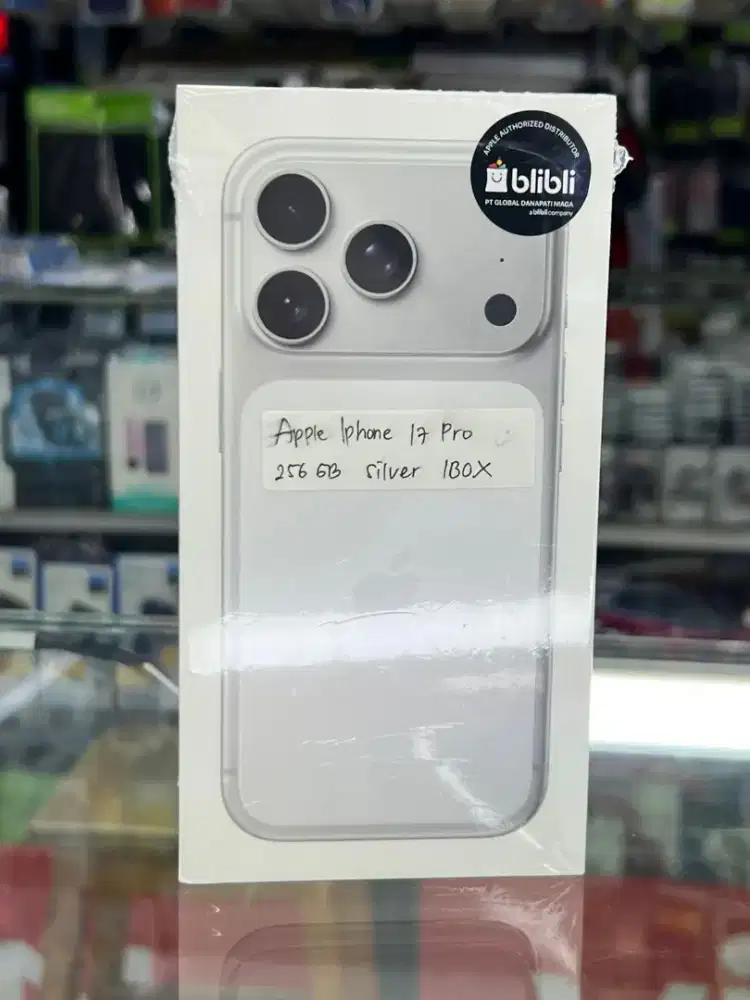 APPLE AUTHORIZED DISTRIBUTOR
blibli
PT GLOBAL DANAPATI NIAGA
a blibli company
Apple Iphone 17 Pro
256 GB Silver IBOX